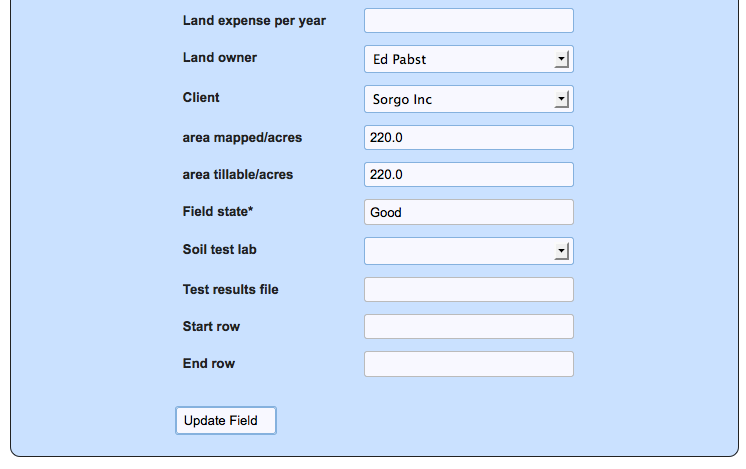 Land expense per year
Land owner Ed Pabst
Client Sorgo Inc
area mapped/acres 220.0
area tillable/acres 220.0
Field state* Good
Soil test lab
Test results file
Start row
End row
Update Field